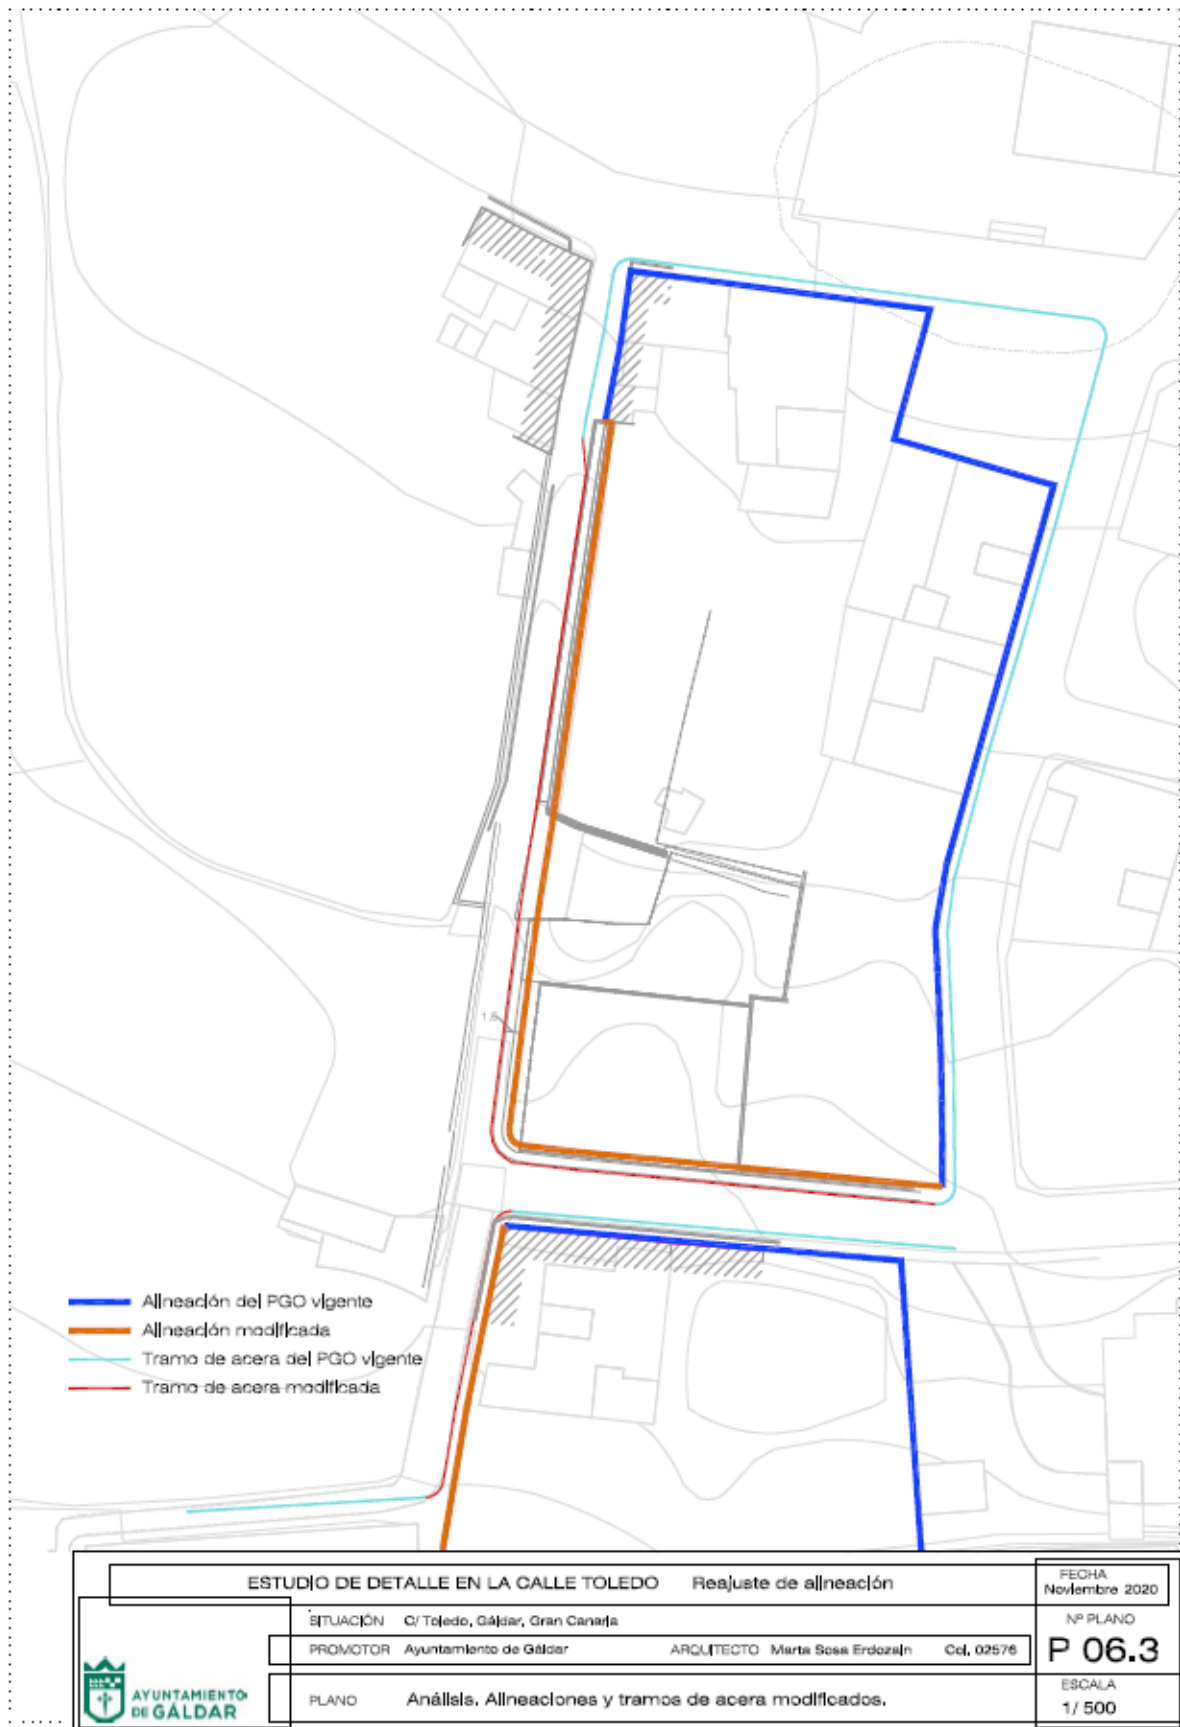 Alineación del PGO vigente
Alineación modificada
Tramo de acera del PGO vigente
Tramo de acera modificada
ESTUDIO DE DETALLE EN LA CALLE TOLEDO Reajuste de alineación
FECHA
Noviembre 2020
SITUACIÓN C/ Toledo, Gáldar, Gran Canaria
Nº PLANO
PROMOTOR Ayuntamiento de Gáldar ARQUITECTO Marta Sosa Erdozain Col. 02576
P 06.3
AYUNTAMIENTO
DE GÁLDAR
PLANO Análisis. Alineaciones y tramos de acera modificados.
ESCALA
1/ 500